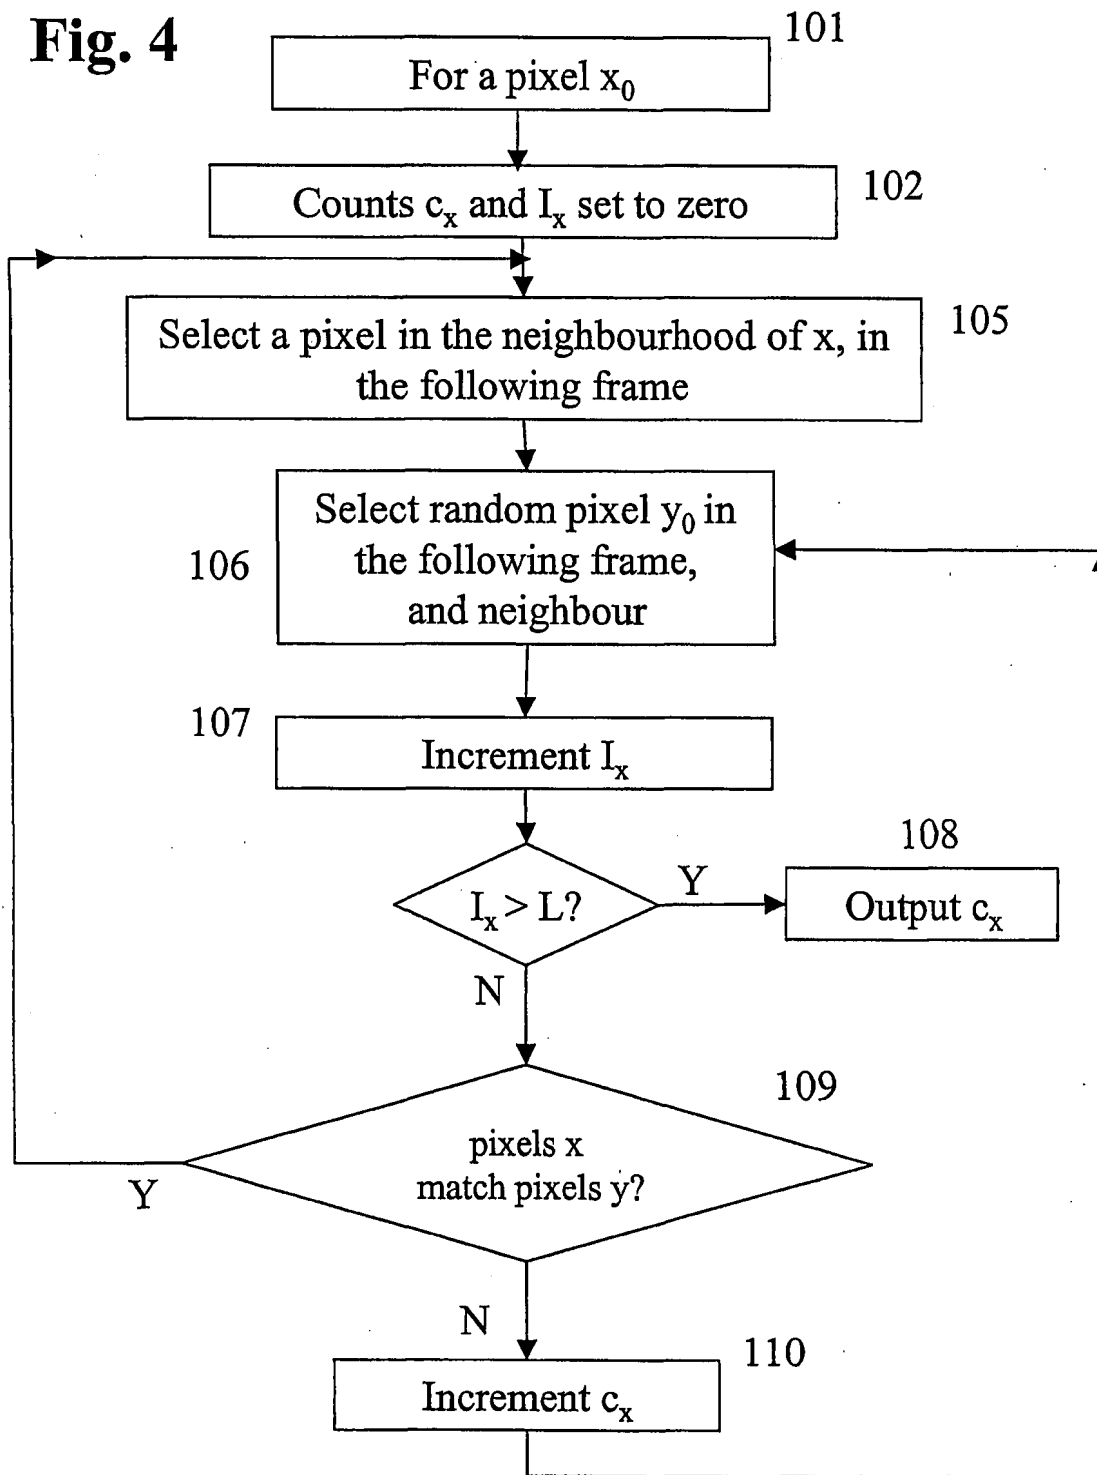 Fig. 4
101
For a pixel x₀
102
Counts cₓ and Iₓ set to zero
105
Select a pixel in the neighbourhood of x, in
the following frame
106
Select random pixel y₀ in
the following frame,
and neighbour
107
Increment Iₓ
108
Iₓ > L?
Y
Output cₓ
N
109
pixels x
match pixels y?
Y
N
110
Increment cₓ